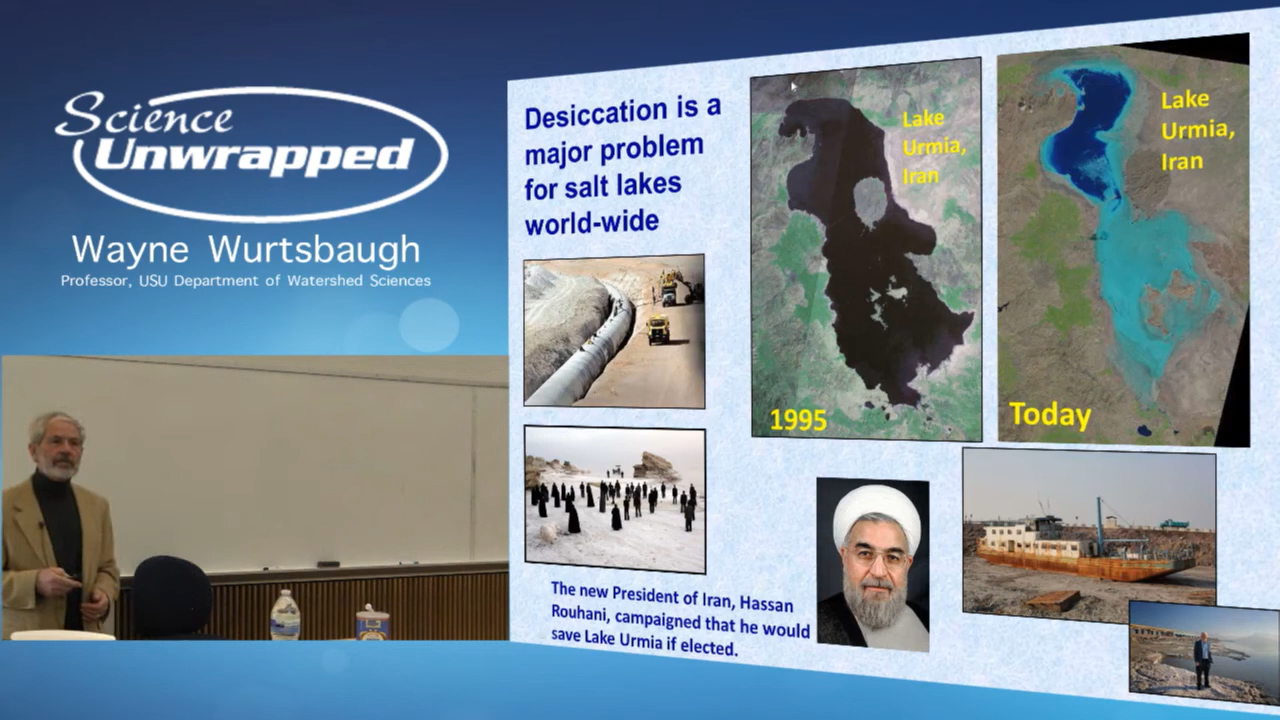 Science
Unwrapped
Wayne Wurtsbaugh
Professor, USU Department of Watershed Sciences
Desiccation is a
major problem
for salt lakes
world-wide
Lake
Urmia,
Iran
1995
Lake
Urmia,
Iran
Today
The new President of Iran, Hassan
Rouhani, campaigned that he would
save Lake Urmia if elected.